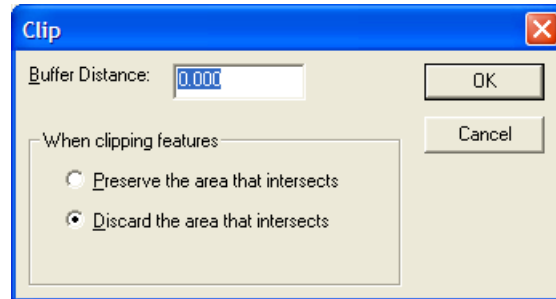 Clip
Buffer Distance: 0.000 OK
Cancel
When clipping features
Preserve the area that intersects
Discard the area that intersects